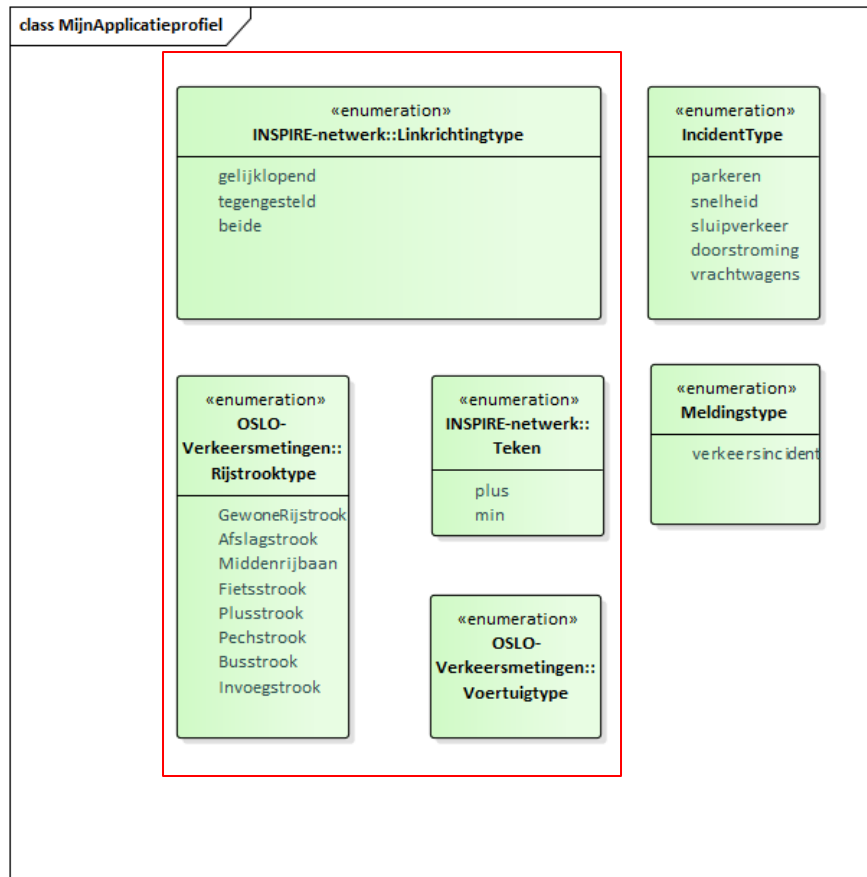 class MijnApplicatieprofiel
«enumeration»
INSPIRE-netwerk::Linkrichtingtype
gelijklopend
tegengesteld
beide
«enumeration»
IncidentType
parkeren
snelheid
sluipverkeer
doorstroming
vrachtwagens
«enumeration»
OSLO-
Verkeersmetingen::
Rijstrooktype
GewoneRijstrook
Afslagstrook
Middenrijbaan
Fietsstrook
Plusstrook
Pechstrook
Busstrook
Invoegstrook
«enumeration»
INSPIRE-netwerk::
Teken
plus
min
«enumeration»
Meldingstype
verkeersincident
«enumeration»
OSLO-
Verkeersmetingen::
Voertuigtype